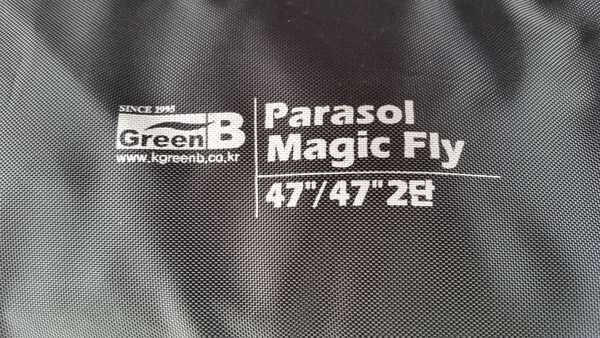 SINCE 1995
GreenB
www.kgreenb.co.kr
Parasol
Magic Fly
47"/47" 2단